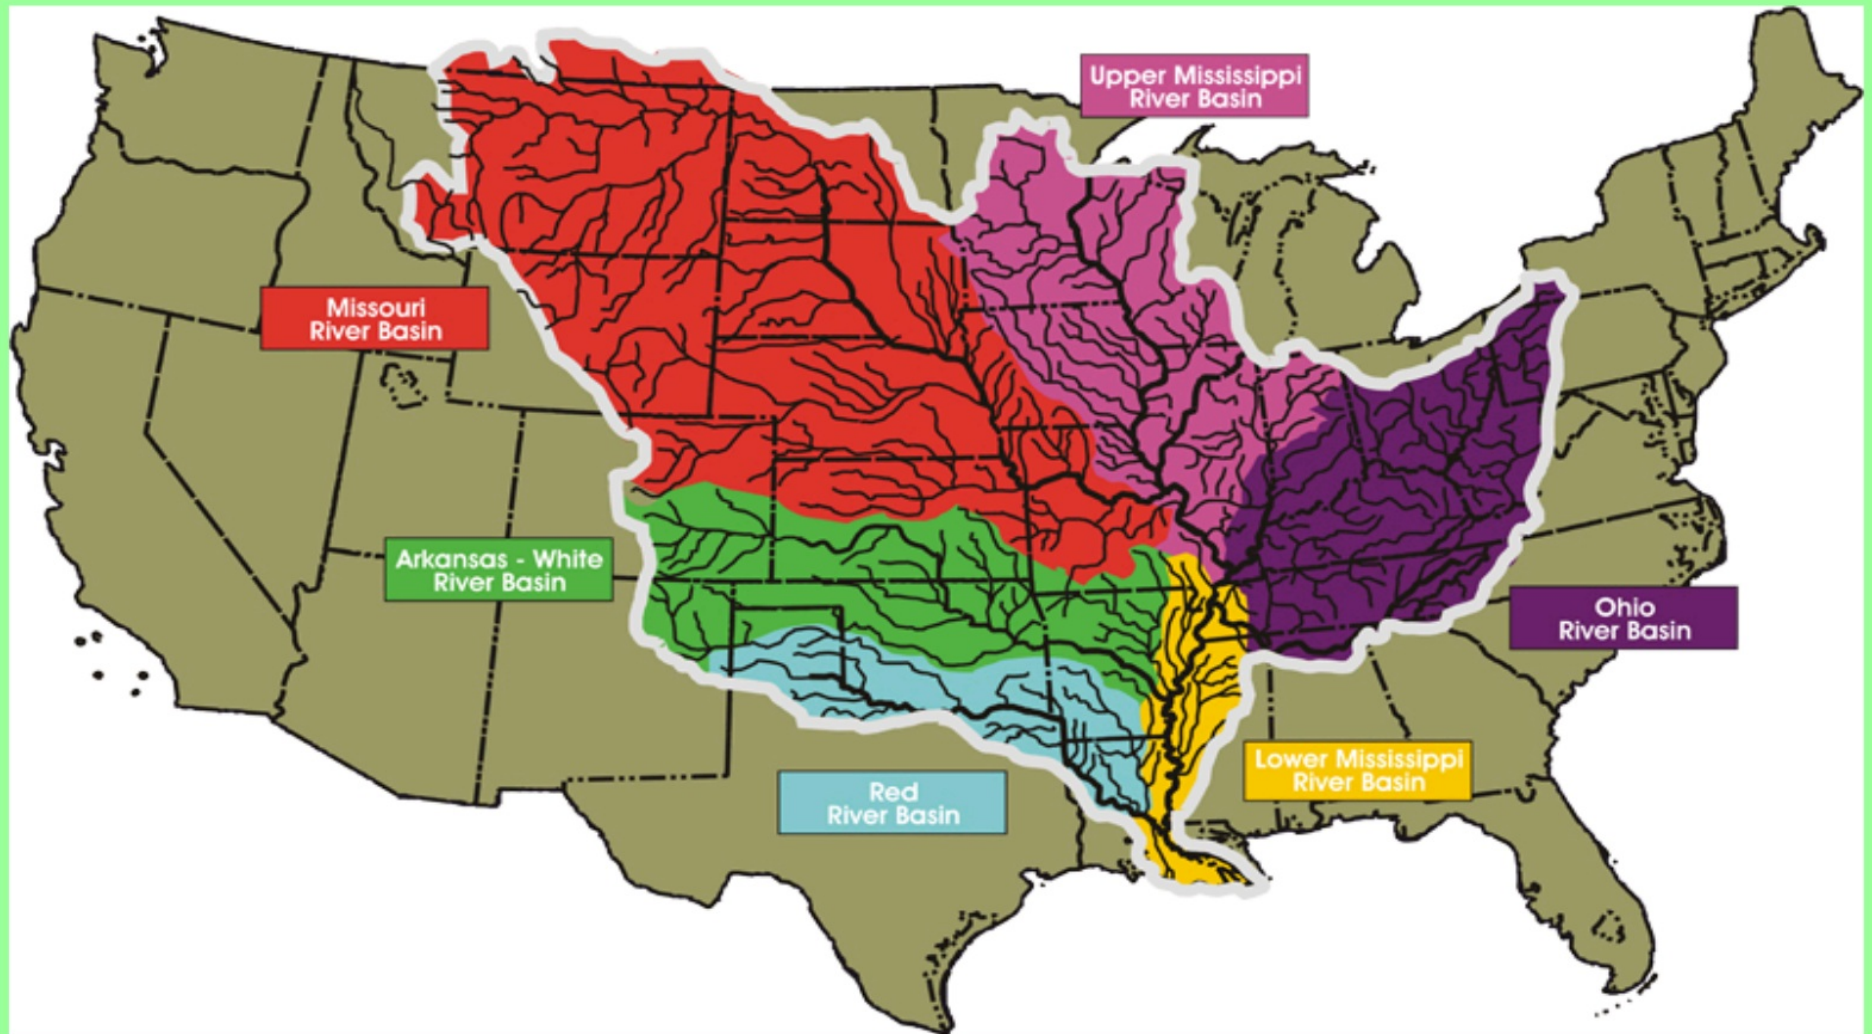 Upper Mississippi
River Basin
Missouri
River Basin
Arkansas - White
River Basin
Ohio
River Basin
Lower Mississippi
River Basin
Red
River Basin